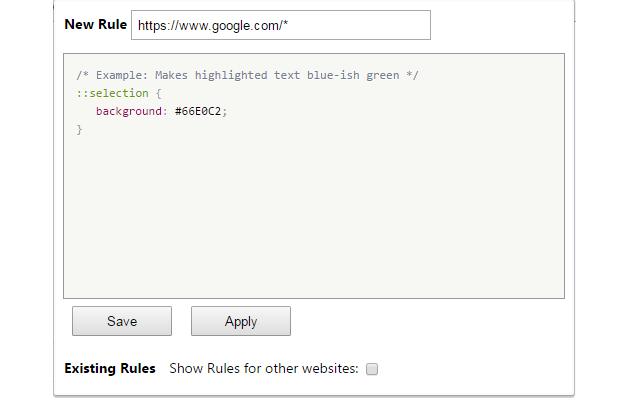 New Rule https://www.google.com/*
/* Example: Makes highlighted text blue-ish green */
::selection {
background: #66E0C2;
}
Save Apply
Existing Rules Show Rules for other websites: